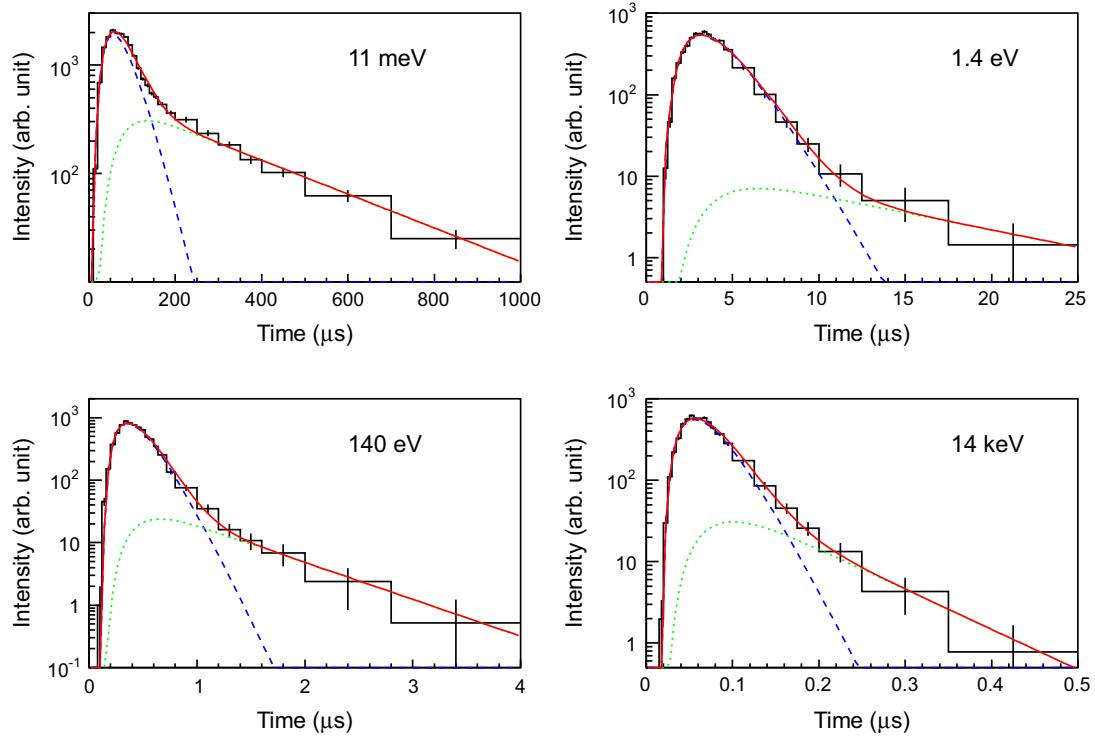 11 meV
Intensity (arb. unit)
10³
10²
0 200 400 600 800 1000
Time (μs)
1.4 eV
Intensity (arb. unit)
10³
10²
10
1
0 5 10 15 20 25
Time (μs)
140 eV
Intensity (arb. unit)
10³
10²
10
1
10⁻¹
0 1 2 3 4
Time (μs)
14 keV
Intensity (arb. unit)
10³
10²
10
1
0 0.1 0.2 0.3 0.4 0.5
Time (μs)